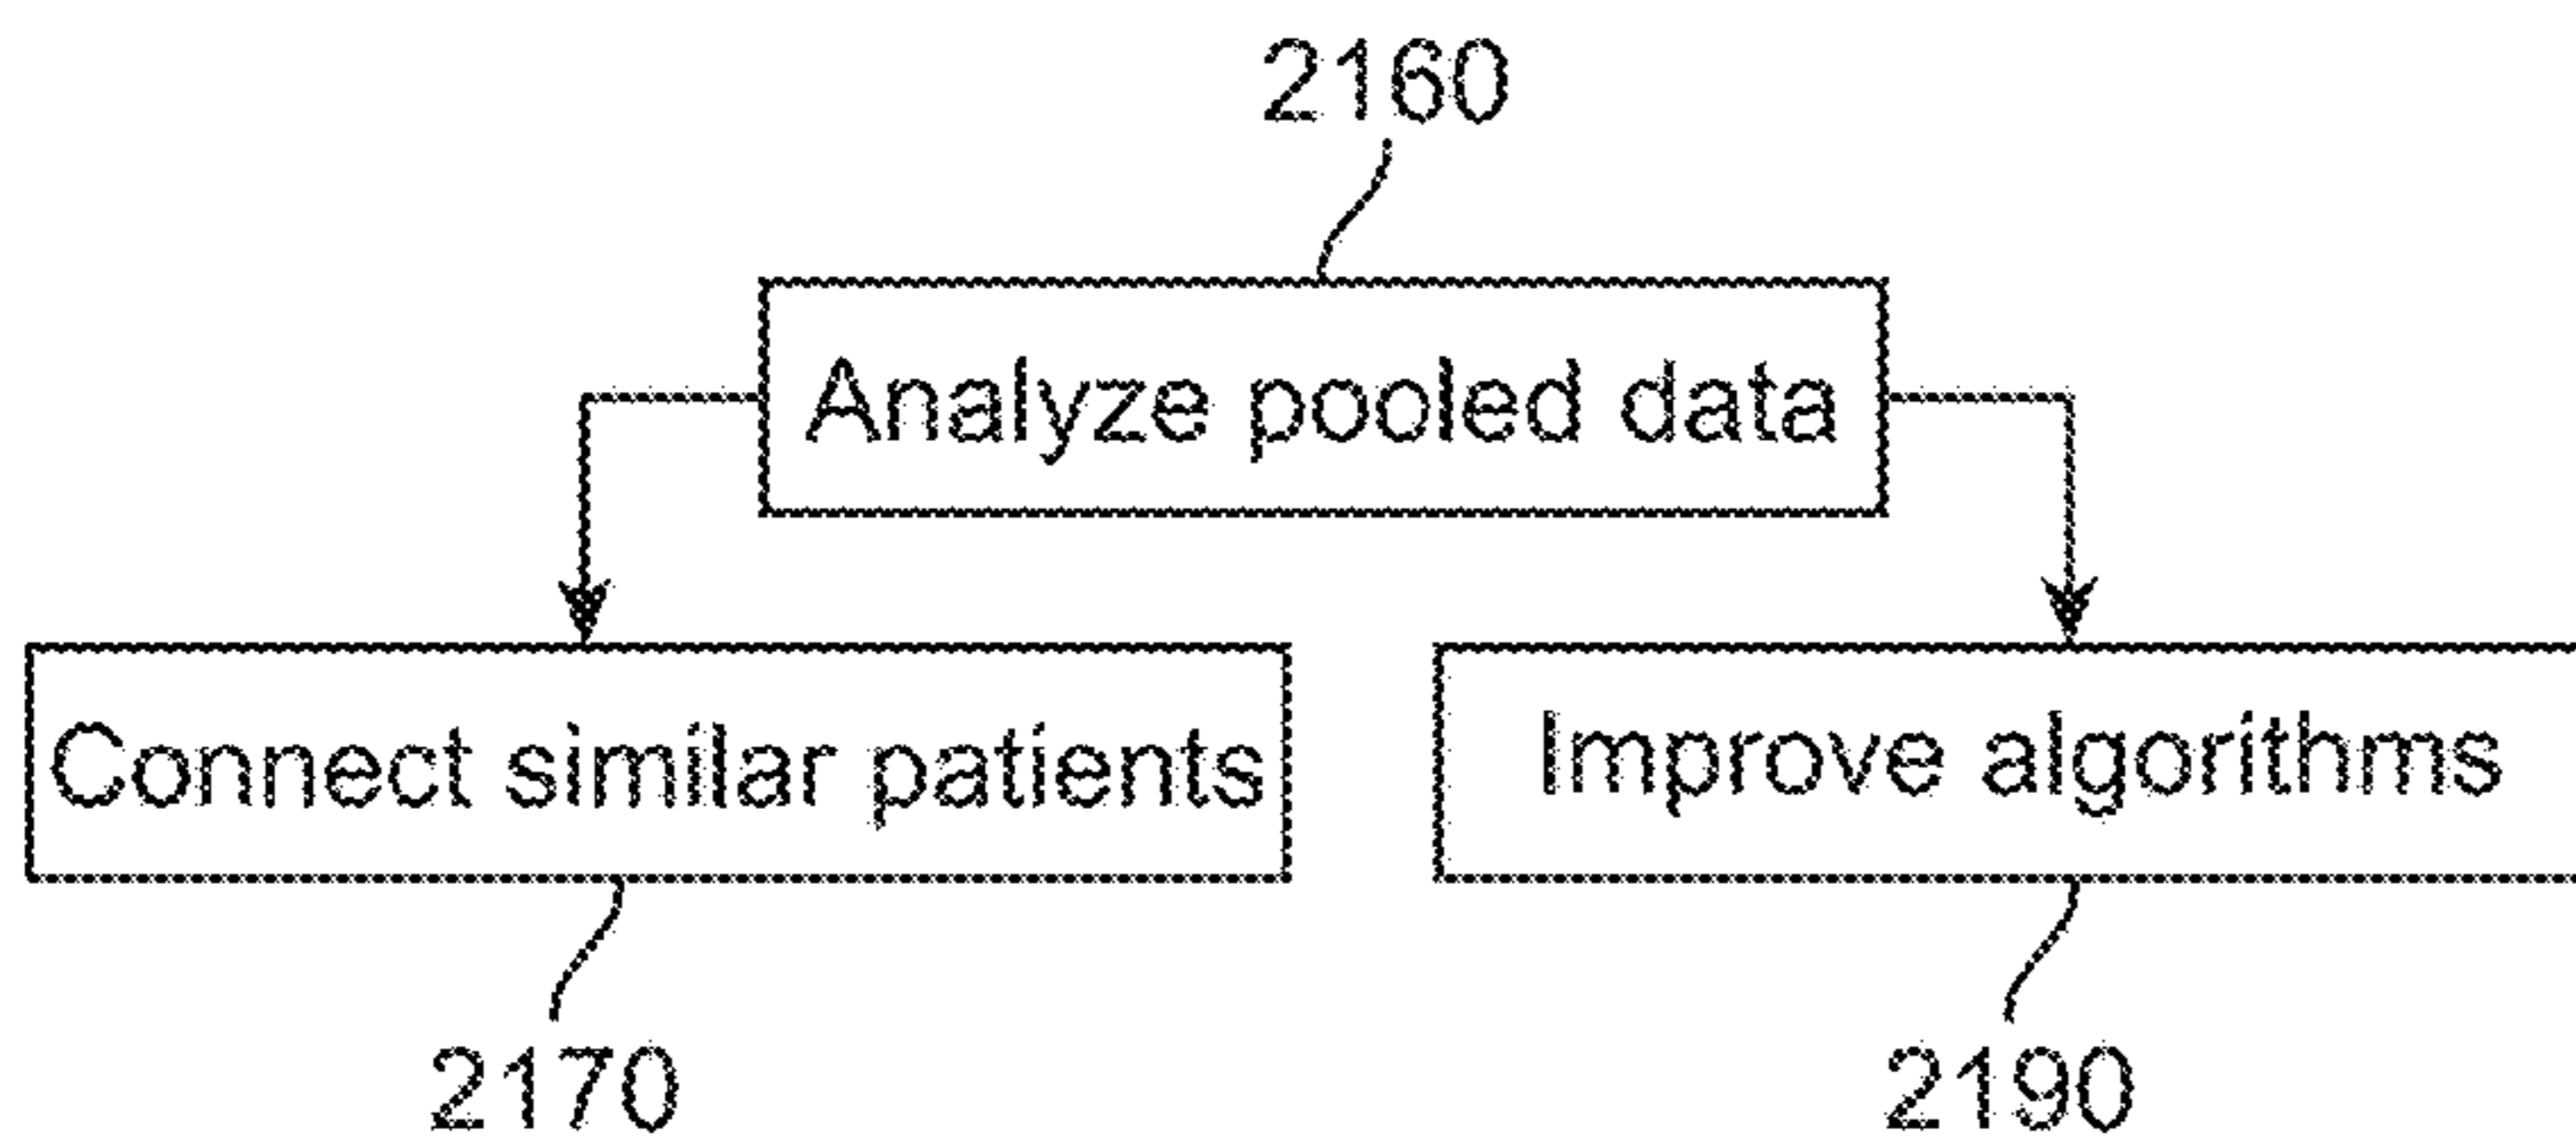 2160
Analyze pooled data
Connect similar patients
Improve algorithms
2170
2190